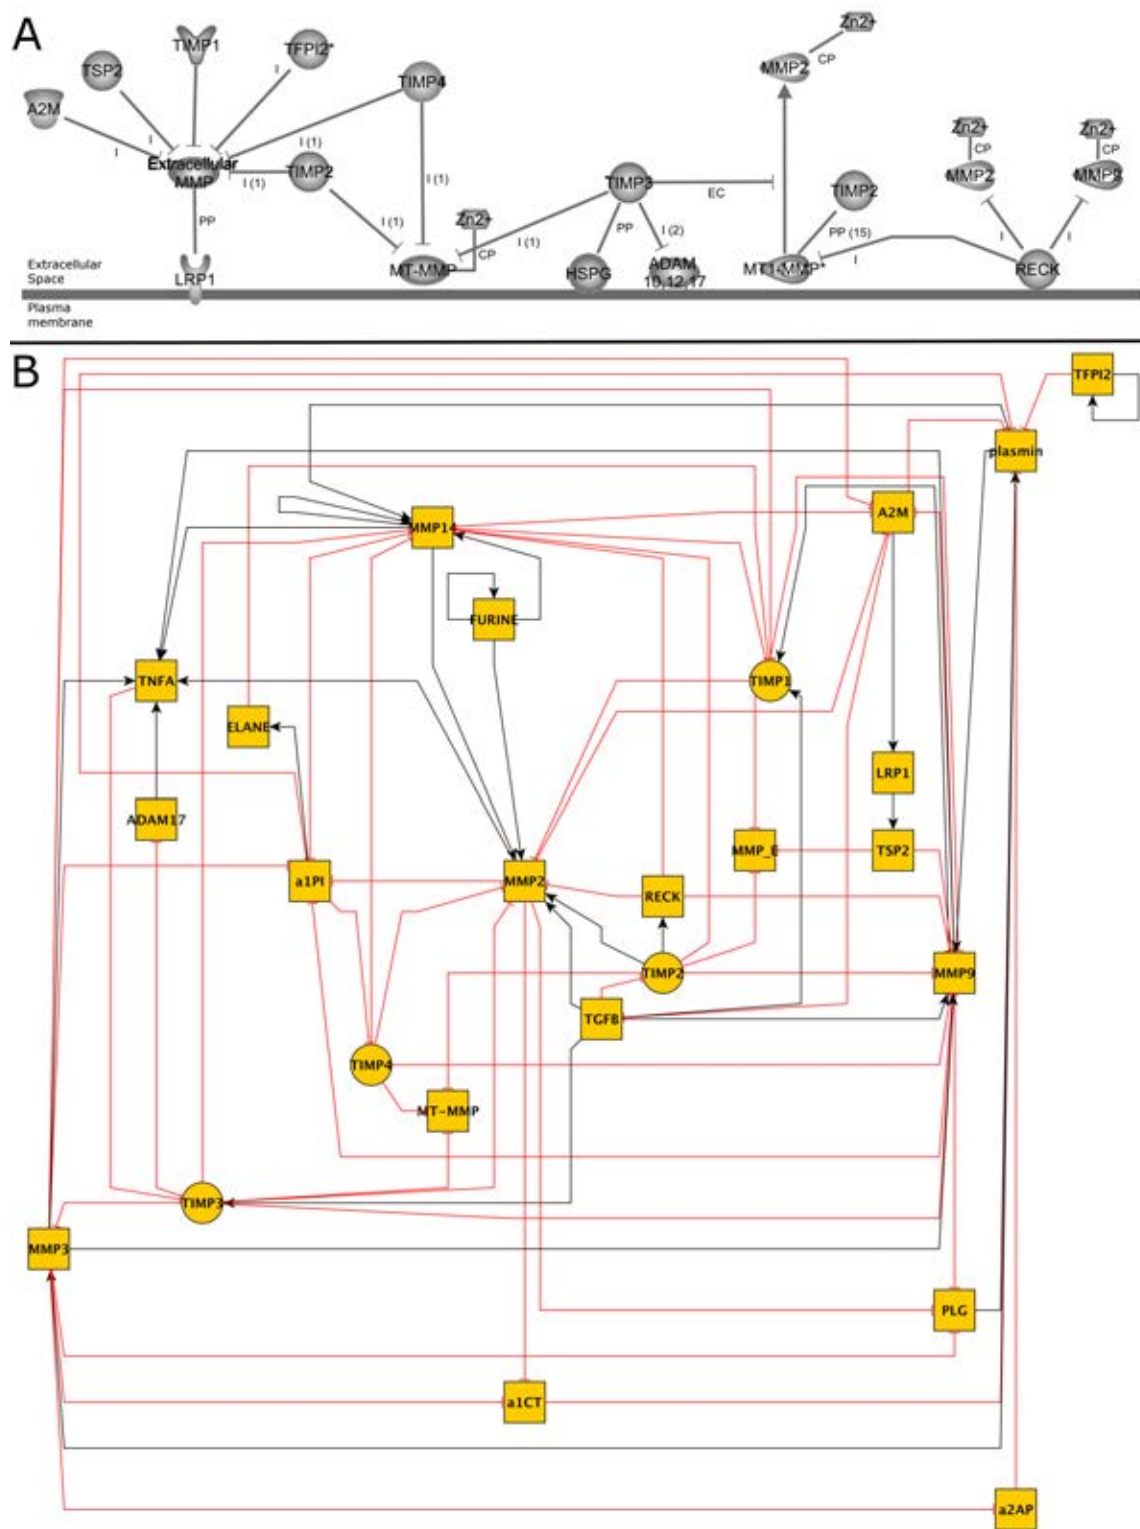 A
TIMP1
TFPI2*
Zn2+
TSP2
I
TIMP4
MMP2
CP
A2M
I
I
I (1)
Zn2+
Zn2+
CP
CP
Extracellular
MMP
I (1)
TIMP2
I (1)
TIMP3
EC
TIMP2
MMP2
MMP9
PP
I (1)
Zn2+
CP
I (1)
PP
I (2)
PP (15)
I
I
I
Extracellular
Space
LRP1
MT-MMP
HSPG
ADAM
10,12,17
MT1-MMP*
RECK
Plasma
membrane
B
TFPI2
plasmin
A2M
MMP14
FURINE
TNFA
TIMP1
ELANE
LRP1
ADAM17
MMP_E
TSP2
a1PI
MMP2
RECK
TIMP2
MMP9
TGFB
TIMP4
MT-MMP
TIMP3
MMP3
PLG
a1CT
a2AP